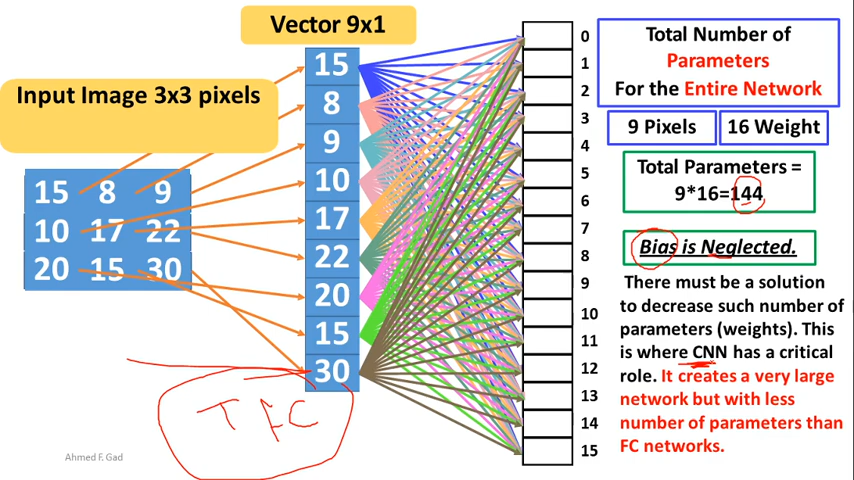 Vector 9x1
Input Image 3x3 pixels
15 8 9
10 17 22
20 15 30
15
8
9
10
17
22
20
15
30
0
1
2
3
4
5
6
7
8
9
10
11
12
13
14
15
Total Number of
Parameters
For the Entire Network
9 Pixels
16 Weight
Total Parameters =
9*16=144
Bias is Neglected.
There must be a solution
to decrease such number of
parameters (weights). This
is where CNN has a critical
role. It creates a very large
network but with less
number of parameters than
FC networks.
FC
Ahmed F. Gad